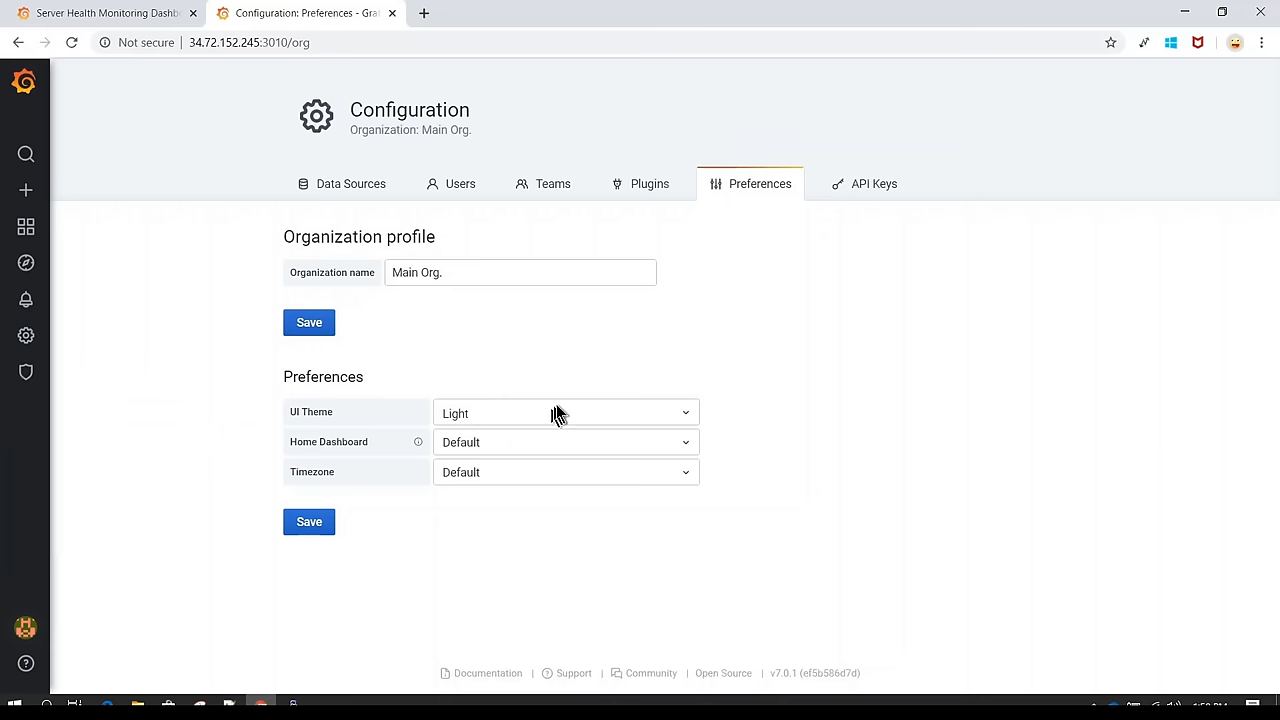 Server Health Monitoring Dashb
Configuration: Preferences - Gra
Not secure
34.72.152.245:3010/org
Configuration
Organization: Main Org.
Data Sources
Users
Teams
Plugins
Preferences
API Keys
Organization profile
Organization name
Main Org.
Save
Preferences
UI Theme
Light
Home Dashboard
Default
Timezone
Default
Save
Documentation | Support | Community | Open Source | v7.0.1 (ef5b586d7d)